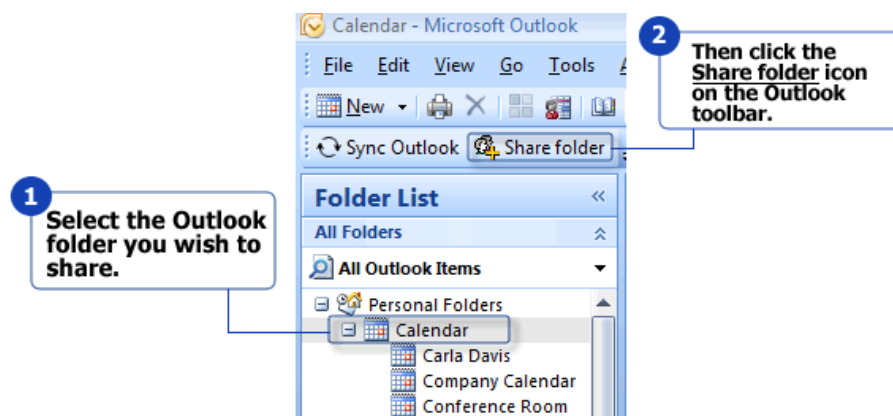 Calendar - Microsoft Outlook
File Edit View Go Tools
New
Sync Outlook Share folder
2
Then click the
Share folder icon
on the Outlook
toolbar.
1
Select the Outlook
folder you wish to
share.
Folder List
All Folders
All Outlook Items
Personal Folders
Calendar
Carla Davis
Company Calendar
Conference Room